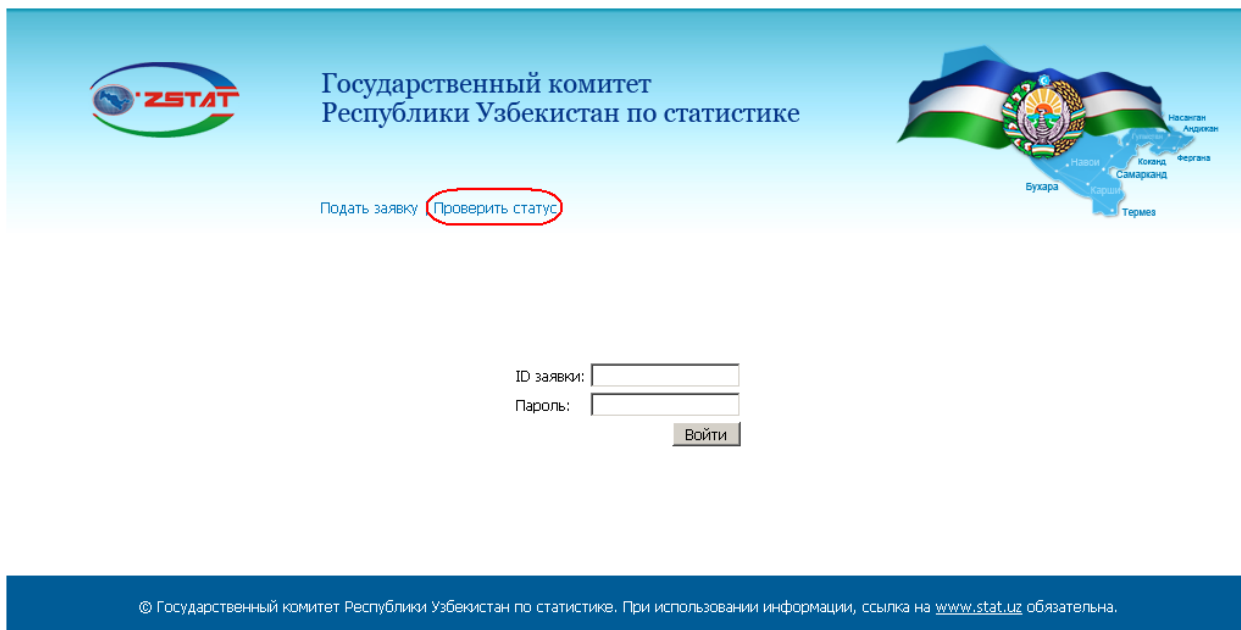 O'ZSTAT
Государственный комитет
Республики Узбекистан по статистике
Насанган
Андижан
Навои
Коканд
Фергана
Самарканд
Бухара
Карши
Термез
Подать заявку | Проверить статус
ID заявки:
Пароль:
Войти
© Государственный комитет Республики Узбекистан по статистике. При использовании информации, ссылка на www.stat.uz обязательна.